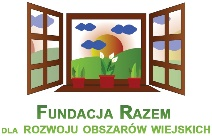 FUNDACJA RAZEM
DLA ROZWOJU OBSZARÓW WIEJSKICH